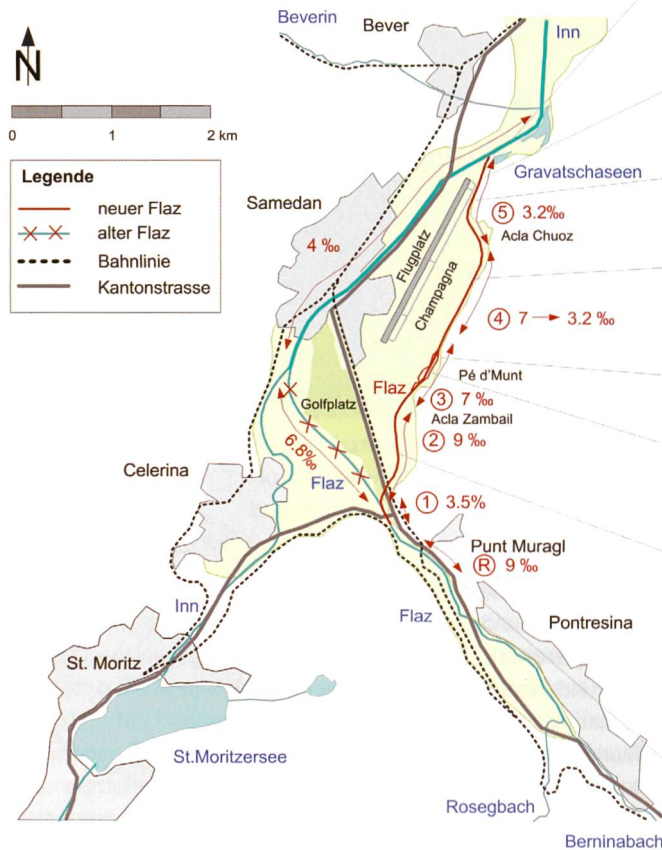 Beverin
Bever
Inn
N
0 1 2 km
Legende
neuer Flaz
alter Flaz
Bahnlinie
Kantonstrasse
Gravatschaseen
Samedan
⑤ 3.2‰
Acla Chuoz
4 ‰
Flugplatz
Champagna
④ 7 → 3.2 ‰
Flaz
Pé d'Munt
③ 7 ‰
Golfplatz
Acla Zambail
② 9 ‰
6.8‰
Celerina
Flaz
① 3.5%
Punt Muragl
Ⓡ 9 ‰
Inn
Flaz
Pontresina
St. Moritz
St.Moritzersee
Rosegbach
Berninabach